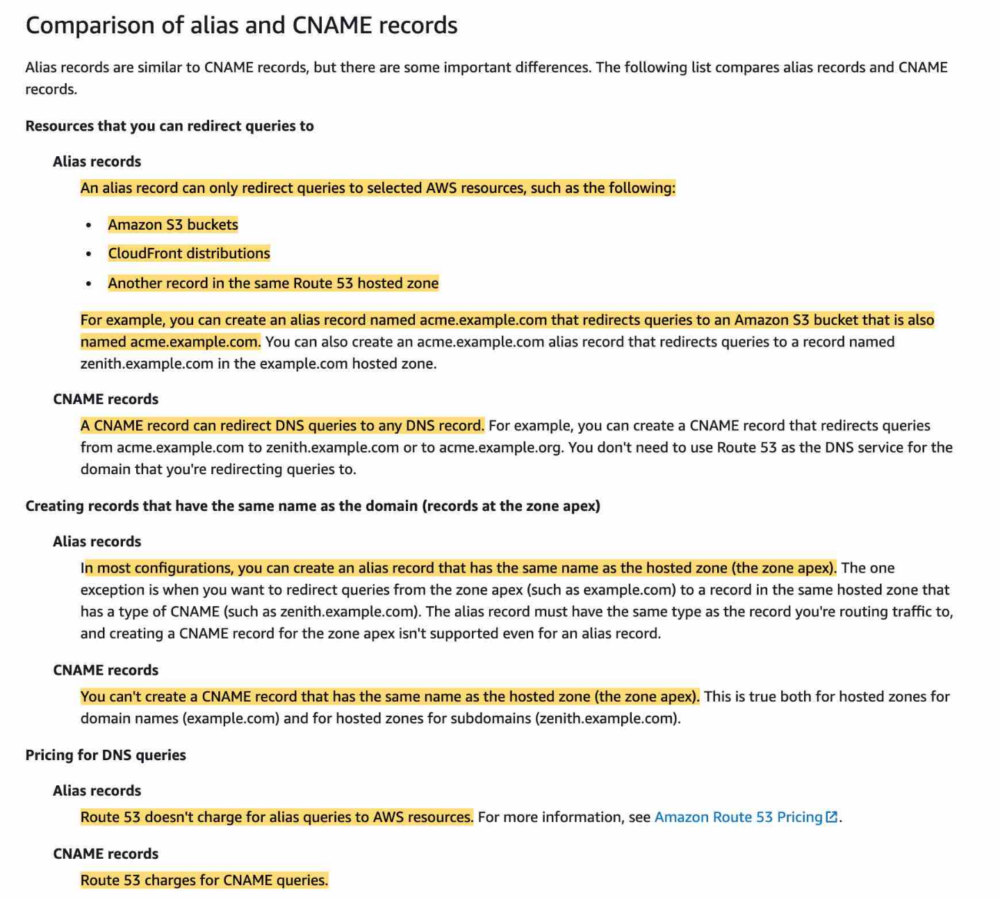 Comparison of alias and CNAME records
Alias records are similar to CNAME records, but there are some important differences. The following list compares alias records and CNAME
records.
Resources that you can redirect queries to
Alias records
An alias record can only redirect queries to selected AWS resources, such as the following:
• Amazon S3 buckets
• CloudFront distributions
• Another record in the same Route 53 hosted zone
For example, you can create an alias record named acme.example.com that redirects queries to an Amazon S3 bucket that is also
named acme.example.com. You can also create an acme.example.com alias record that redirects queries to a record named
zenith.example.com in the example.com hosted zone.
CNAME records
A CNAME record can redirect DNS queries to any DNS record. For example, you can create a CNAME record that redirects queries
from acme.example.com to zenith.example.com or to acme.example.org. You don't need to use Route 53 as the DNS service for the
domain that you're redirecting queries to.
Creating records that have the same name as the domain (records at the zone apex)
Alias records
In most configurations, you can create an alias record that has the same name as the hosted zone (the zone apex). The one
exception is when you want to redirect queries from the zone apex (such as example.com) to a record in the same hosted zone that
has a type of CNAME (such as zenith.example.com). The alias record must have the same type as the record you're routing traffic to,
and creating a CNAME record for the zone apex isn't supported even for an alias record.
CNAME records
You can't create a CNAME record that has the same name as the hosted zone (the zone apex). This is true both for hosted zones for
domain names (example.com) and for hosted zones for subdomains (zenith.example.com).
Pricing for DNS queries
Alias records
Route 53 doesn't charge for alias queries to AWS resources. For more information, see Amazon Route 53 Pricing.
CNAME records
Route 53 charges for CNAME queries.